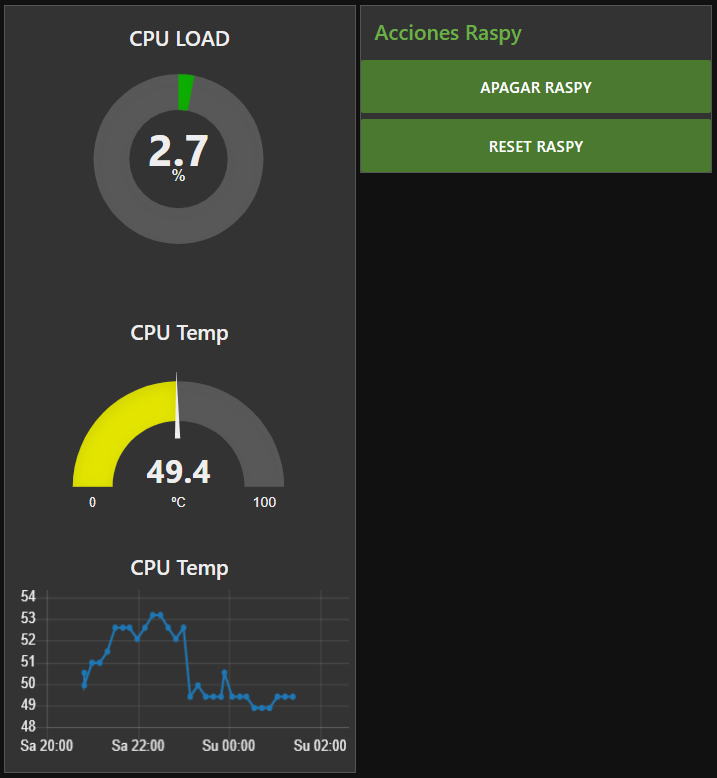 CPU LOAD
2.7
%
CPU Temp
49.4
0
ºC
100
CPU Temp
54
53
52
51
50
49
48
Sa 20:00
Sa 22:00
Su 00:00
Su 02:00
Acciones Raspy
APAGAR RASPY
RESET RASPY